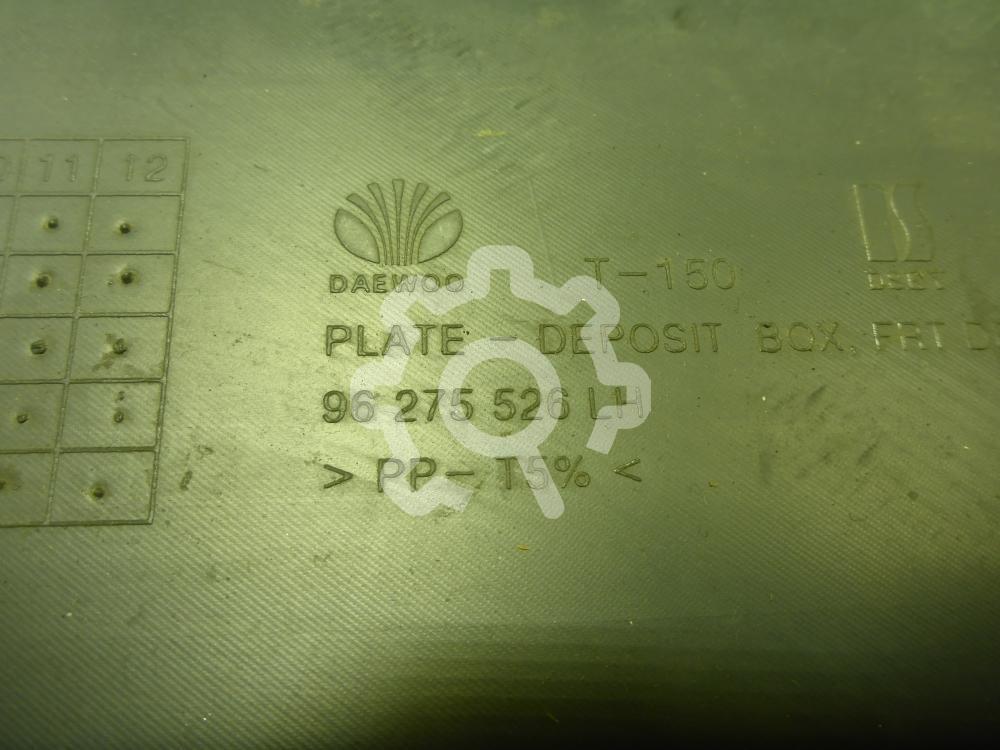 11 12
DAEWOO
T-150
PLATE - DEPOSIT BOX, FRT
96 275 526 LH
> PP-T5% <